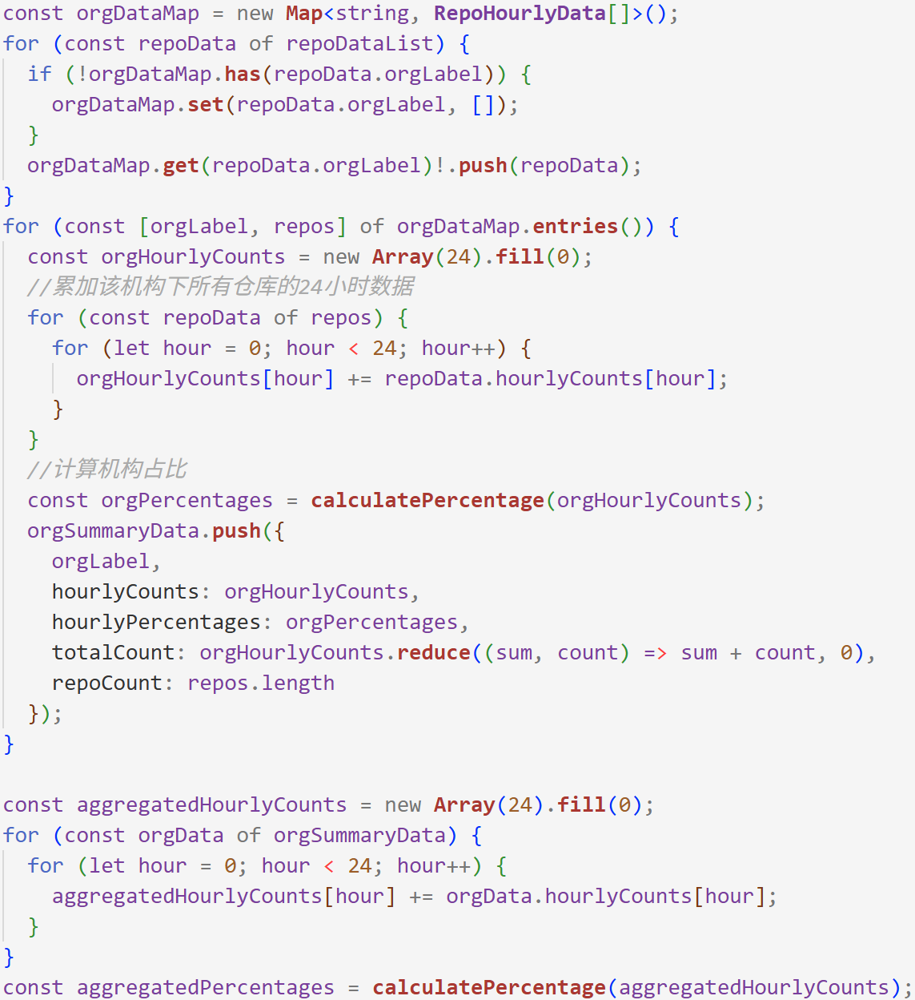 const orgDataMap = new Map<string, RepoHourlyData[]>();
for (const repoData of repoDataList) {
  if (!orgDataMap.has(repoData.orgLabel)) {
    orgDataMap.set(repoData.orgLabel, []);
  }
  orgDataMap.get(repoData.orgLabel)!.push(repoData);
}
for (const [orgLabel, repos] of orgDataMap.entries()) {
  const orgHourlyCounts = new Array(24).fill(0);
  //累加该机构下所有仓库的24小时数据
  for (const repoData of repos) {
    for (let hour = 0; hour < 24; hour++) {
      orgHourlyCounts[hour] += repoData.hourlyCounts[hour];
    }
  }
  //计算机构占比
  const orgPercentages = calculatePercentage(orgHourlyCounts);
  orgSummaryData.push({
    orgLabel,
    hourlyCounts: orgHourlyCounts,
    hourlyPercentages: orgPercentages,
    totalCount: orgHourlyCounts.reduce((sum, count) => sum + count, 0),
    repoCount: repos.length
  });
}

const aggregatedHourlyCounts = new Array(24).fill(0);
for (const orgData of orgSummaryData) {
  for (let hour = 0; hour < 24; hour++) {
    aggregatedHourlyCounts[hour] += orgData.hourlyCounts[hour];
  }
}
const aggregatedPercentages = calculatePercentage(aggregatedHourlyCounts);